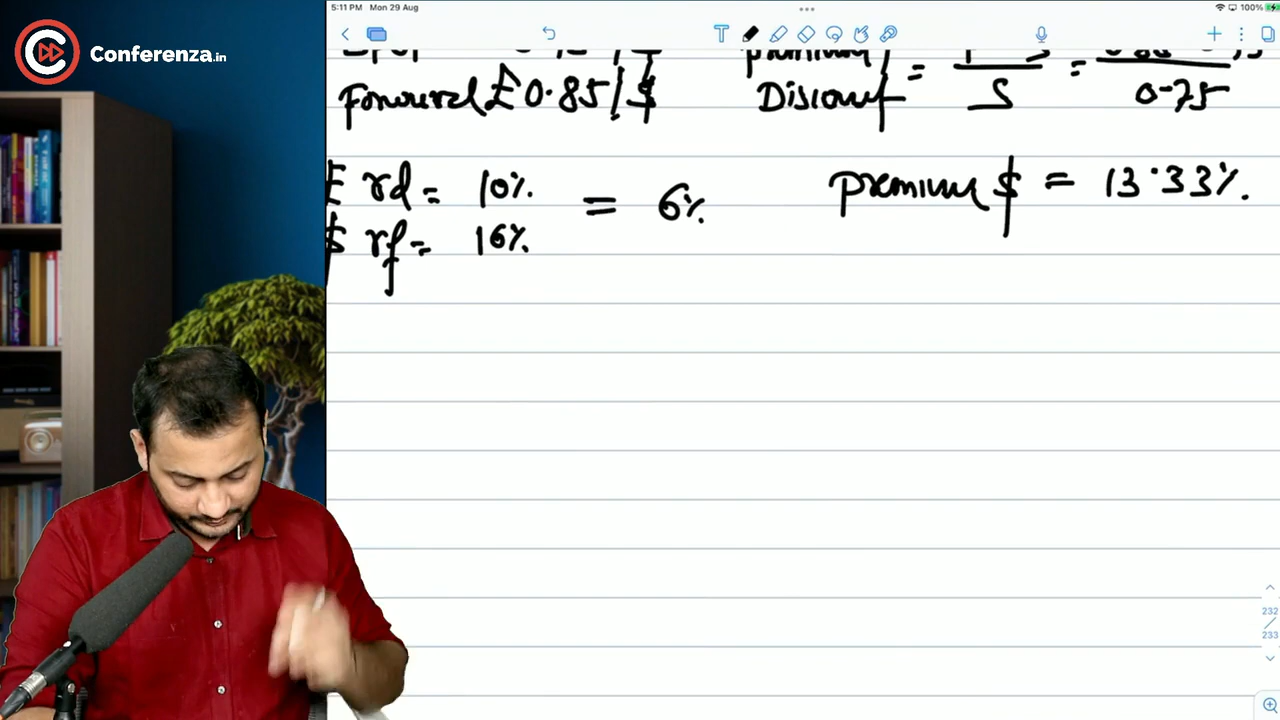 5:11 PM Mon 29 Aug
100%
Conferenza.in
T
Forward £ 0.85/$
Discount = S = 0.75
£ rd = 10% = 6%
$ rf = 16%
premium $ = 13.33%
232
233